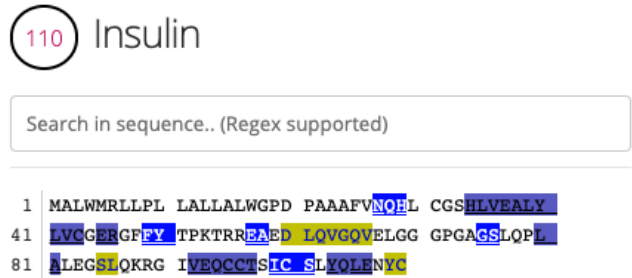 110 Insulin
Search in sequence.. (Regex supported)
1 MALWMRLLPL LALLALWGPD PAAAFVNQHL CGSHLVEALY
41 LVCGERGFFY TPKTRREAED LQVGQVELGG GPGAGSLQPL
81 ALEGSLQKRG IVEQCCTSIC SLYQLENYC